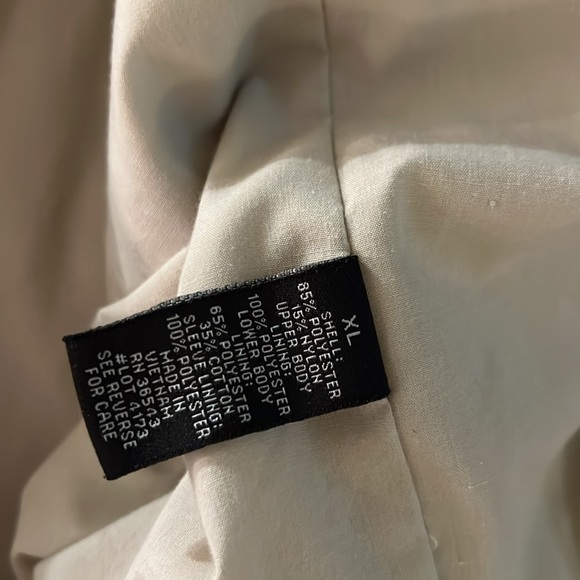 XL
SHELL:
85% POLYESTER
15% NYLON
UPPER BODY
LINING:
100% POLYESTER
LOWER BODY
LINING:
65% POLYESTER
35% COTTON
SLEEVE LINING:
100% POLYESTER
MADE IN
VIETNAM
RN 36543
#LOT 4173
SEE REVERSE
FOR CARE